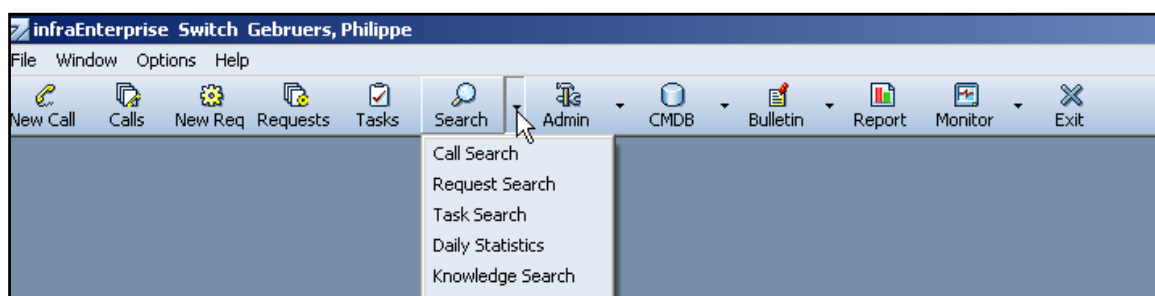 infraEnterprise Switch Gebruers, Philippe
File Window Options Help
New Call Calls New Req Requests Tasks Search Admin CMDB Bulletin Report Monitor Exit
Call Search
Request Search
Task Search
Daily Statistics
Knowledge Search